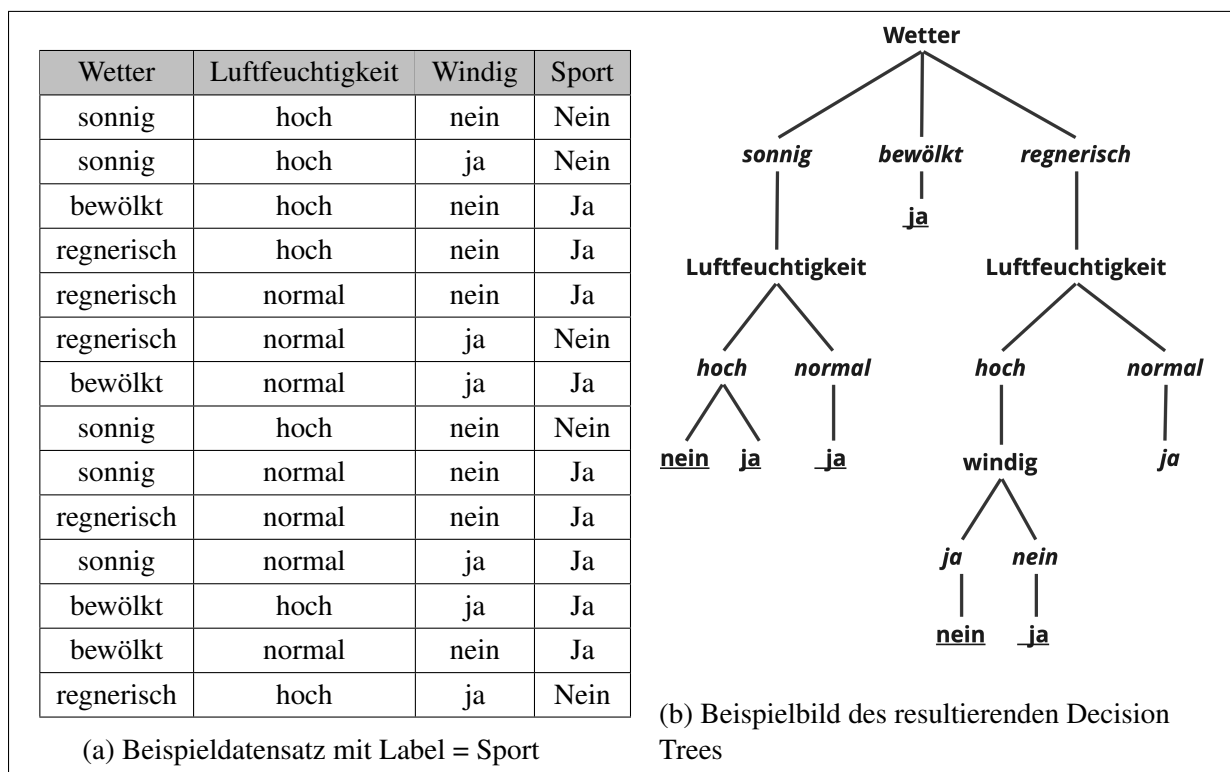 Wetter Luftfeuchtigkeit Windig Sport
sonnig hoch nein Nein
sonnig hoch ja Nein
bewölkt hoch nein Ja
regnerisch hoch nein Ja
regnerisch normal nein Ja
regnerisch normal ja Nein
bewölkt normal ja Ja
sonnig hoch nein Nein
sonnig normal nein Ja
regnerisch normal nein Ja
sonnig normal ja Ja
bewölkt hoch ja Ja
bewölkt normal nein Ja
regnerisch hoch ja Nein
(a) Beispieldatensatz mit Label = Sport
Wetter
sonnig bewölkt regnerisch
ja
Luftfeuchtigkeit Luftfeuchtigkeit
hoch normal hoch normal
nein ja ja windig ja
ja nein
nein ja
(b) Beispielbild des resultierenden Decision
Trees